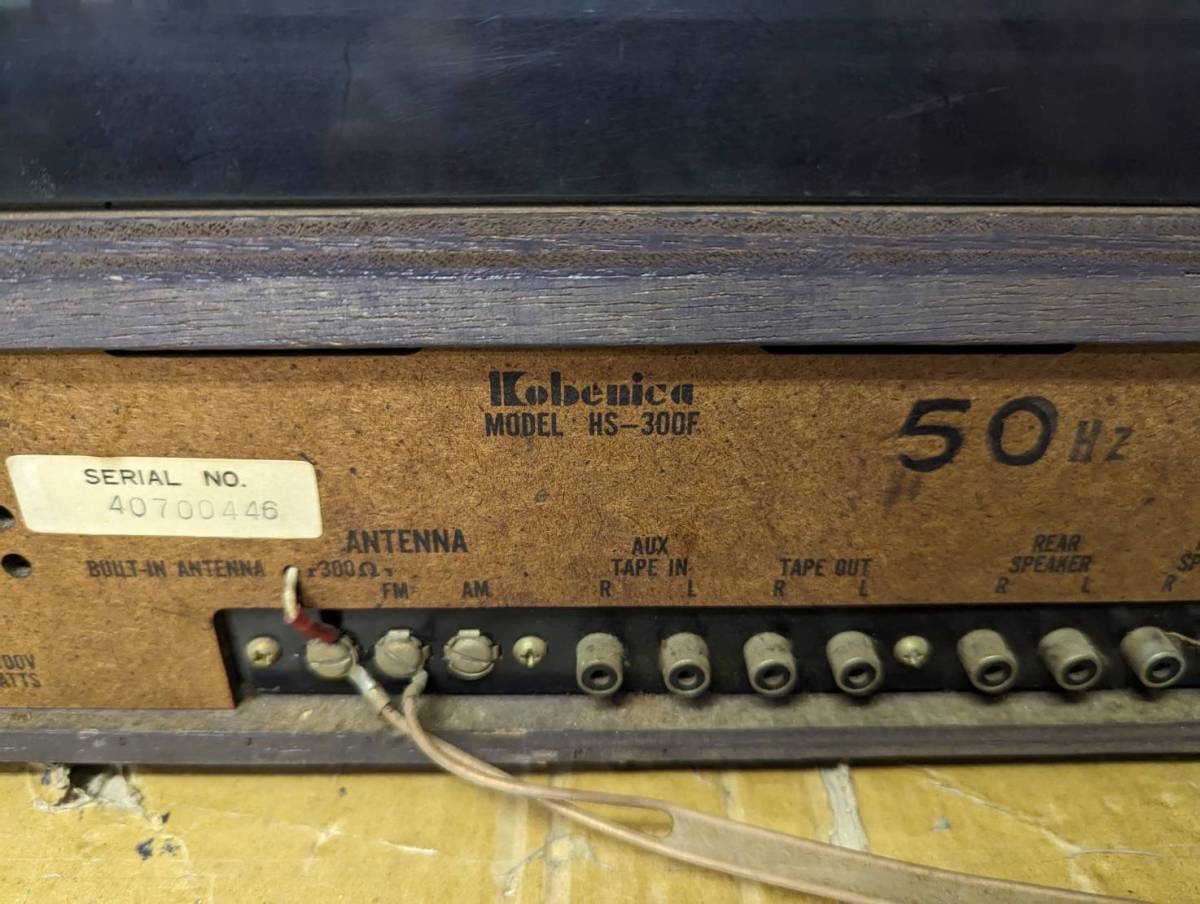 Kobenica
MODEL HS-300F
50Hz
SERIAL NO.
40700446
ANTENNA
BUILT-IN ANTENNA 300Ω
FM AM
AUX
TAPE IN
R L
TAPE OUT
R L
REAR
SPEAKER
R L
R